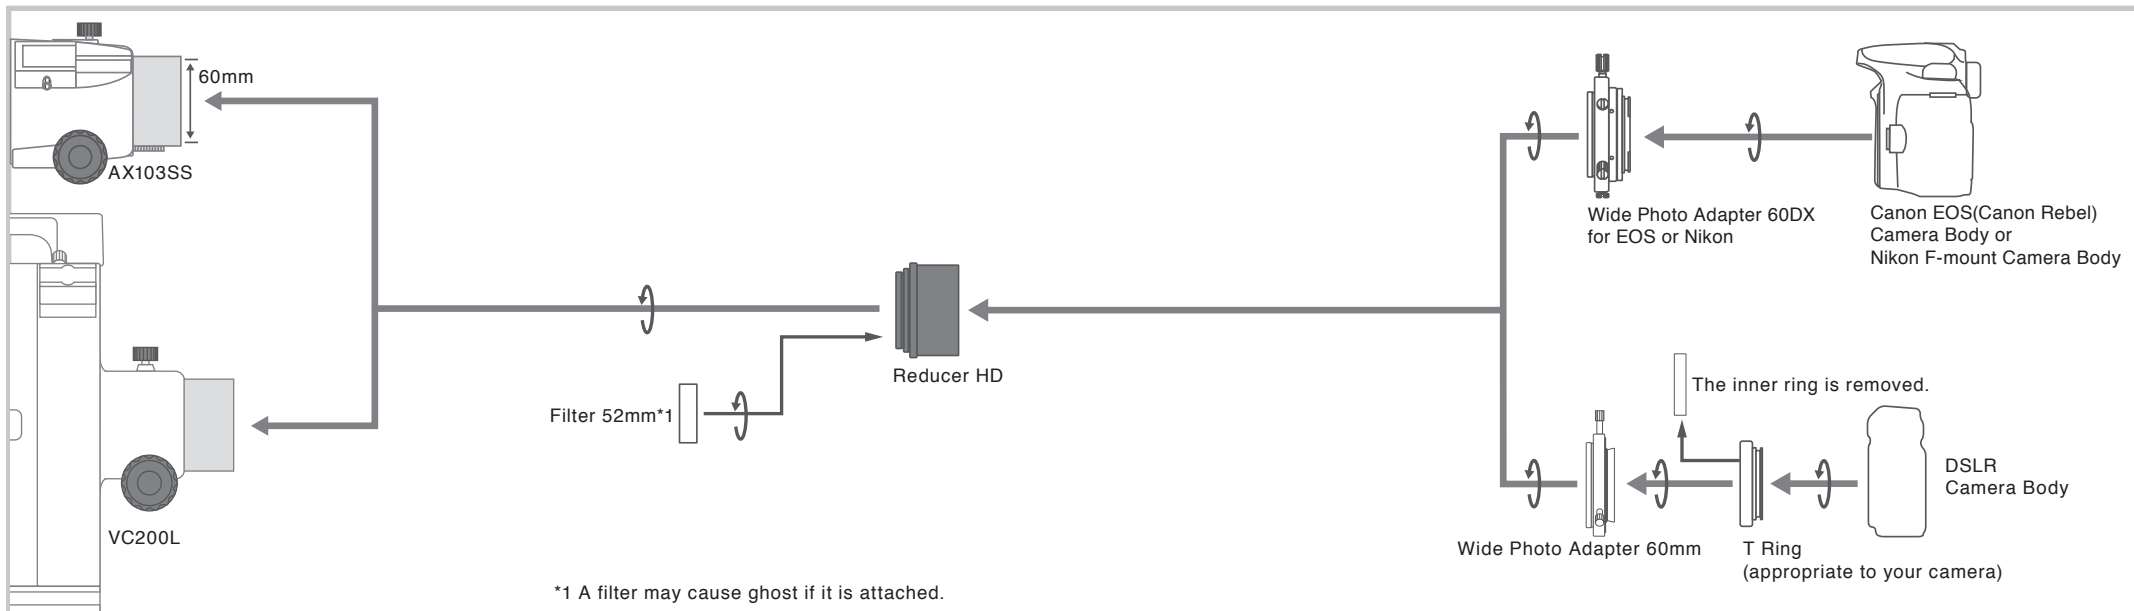 60mm
AX103SS
Wide Photo Adapter 60DX
for EOS or Nikon
Canon EOS(Canon Rebel)
Camera Body or
Nikon F-mount Camera Body
Reducer HD
Filter 52mm*1
The inner ring is removed.
DSLR
Camera Body
VC200L
Wide Photo Adapter 60mm
T Ring
(appropriate to your camera)
*1 A filter may cause ghost if it is attached.